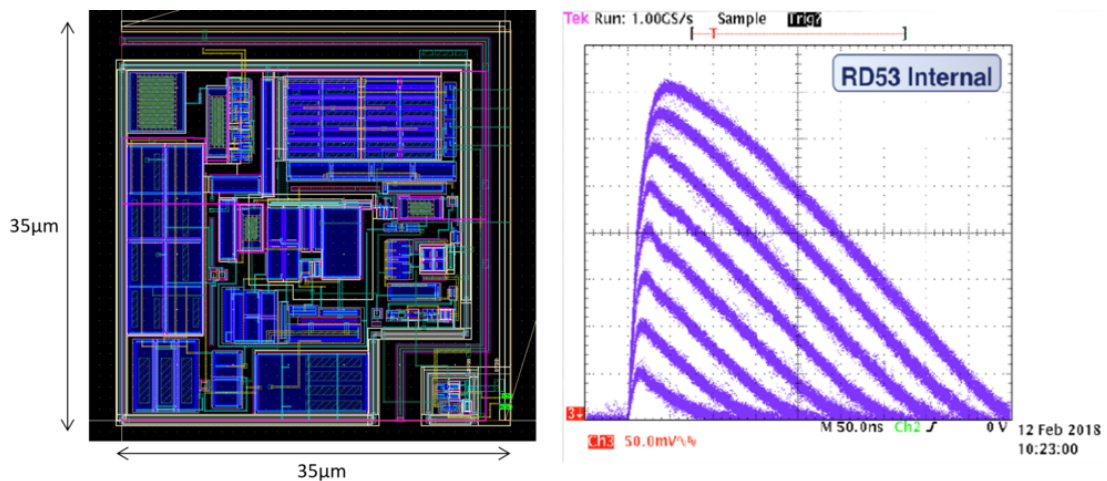 35µm
35µm
Tek Run: 1.00GS/s Sample Trig?
T
RD53 Internal
3
Ch3 50.0mV
M 50.0ns Ch2 0 V
12 Feb 2018
10:23:00